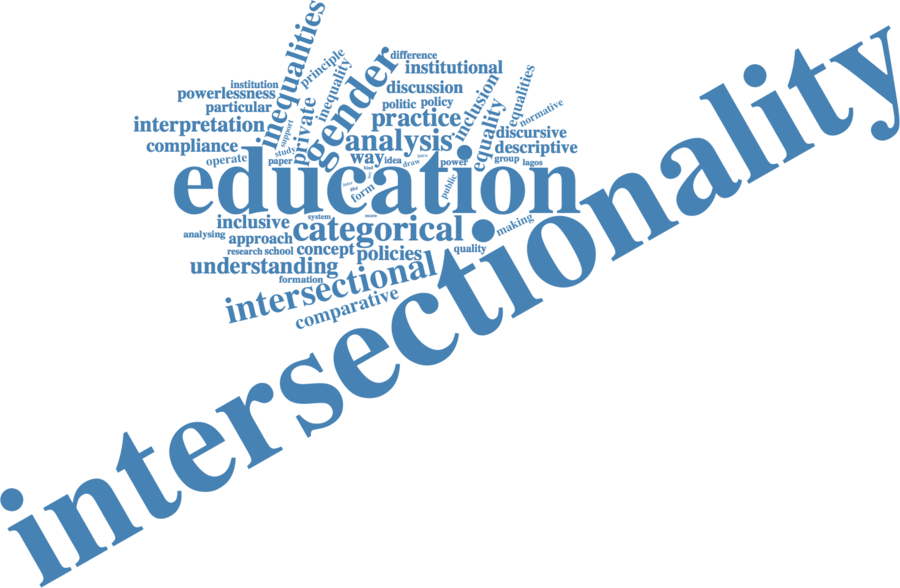 inequalities
principle
difference
institutional
institution
powerlessness
inequality
gender
discussion
inclusion
equalities
particular
private
politic policy
normative
interpretation
support
practice
equality
discursive
compliance
study
analysis
descriptive
operate
paper
way idea
draw
power
group
lagos
education
form
public
inclusive
system
more
categorical
making
analysing
approach
research school
concept
policies
quality
understanding
formation
intersectional
comparative
intersectionality